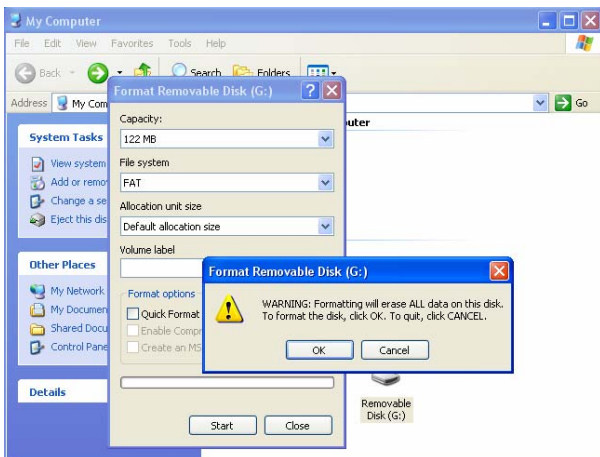 My Computer
File Edit View Favorites Tools Help
Back Search Folders
Address My Com Go
Format Removable Disk (G:)
Capacity:
122 MB
File system
FAT
Allocation unit size
Default allocation size
Volume label
Format options
Quick Format
Enable Compr
Create an MS
Start Close
System Tasks
View system
Add or remo
Change a se
Eject this dis
Other Places
My Network
My Documen
Shared Docu
Control Pane
Details
uter
Format Removable Disk (G:)
WARNING: Formatting will erase ALL data on this disk.
To format the disk, click OK. To quit, click CANCEL.
OK Cancel
Removable
Disk (G:)